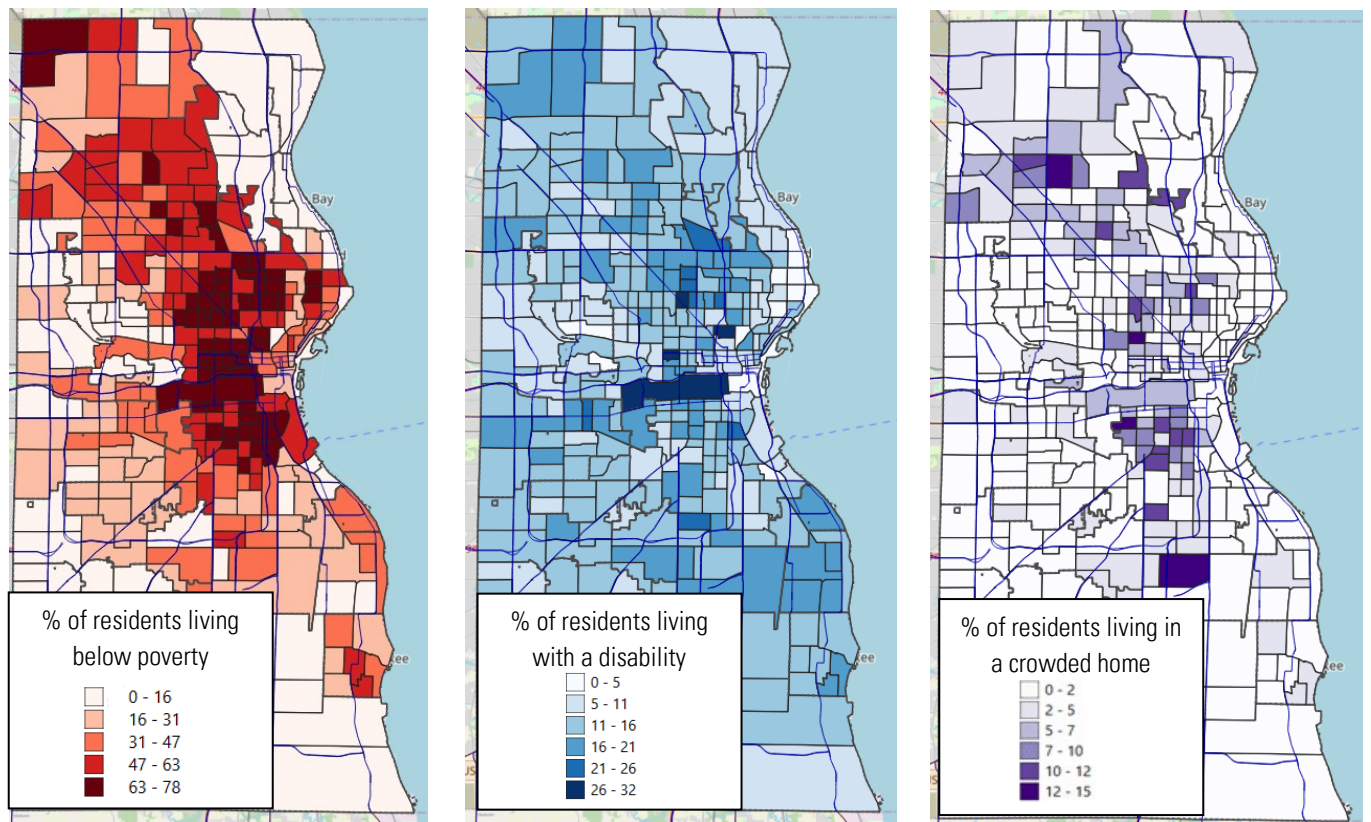 Bay
% of residents living
below poverty
0 - 16
16 - 31
31 - 47
47 - 63
63 - 78
kee
Bay
% of residents living
with a disability
0 - 5
5 - 11
11 - 16
16 - 21
21 - 26
26 - 32
kee
Bay
% of residents living in
a crowded home
0 - 2
2 - 5
5 - 7
7 - 10
10 - 12
12 - 15